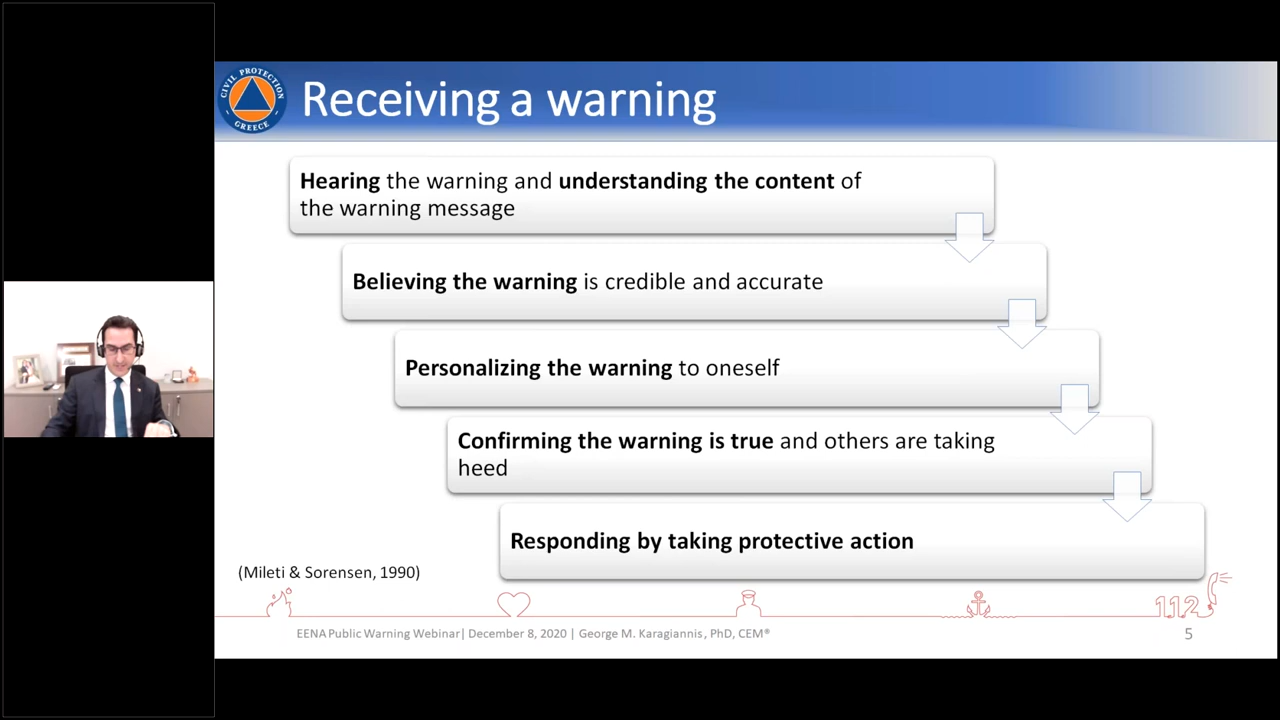 CIVIL PROTECTION
GREECE
Receiving a warning
Hearing the warning and understanding the content of
the warning message
Believing the warning is credible and accurate
Personalizing the warning to oneself
Confirming the warning is true and others are taking
heed
Responding by taking protective action
(Mileti & Sorensen, 1990)
112
EENA Public Warning Webinar| December 8, 2020 | George M. Karagiannis, PhD, CEM®
5